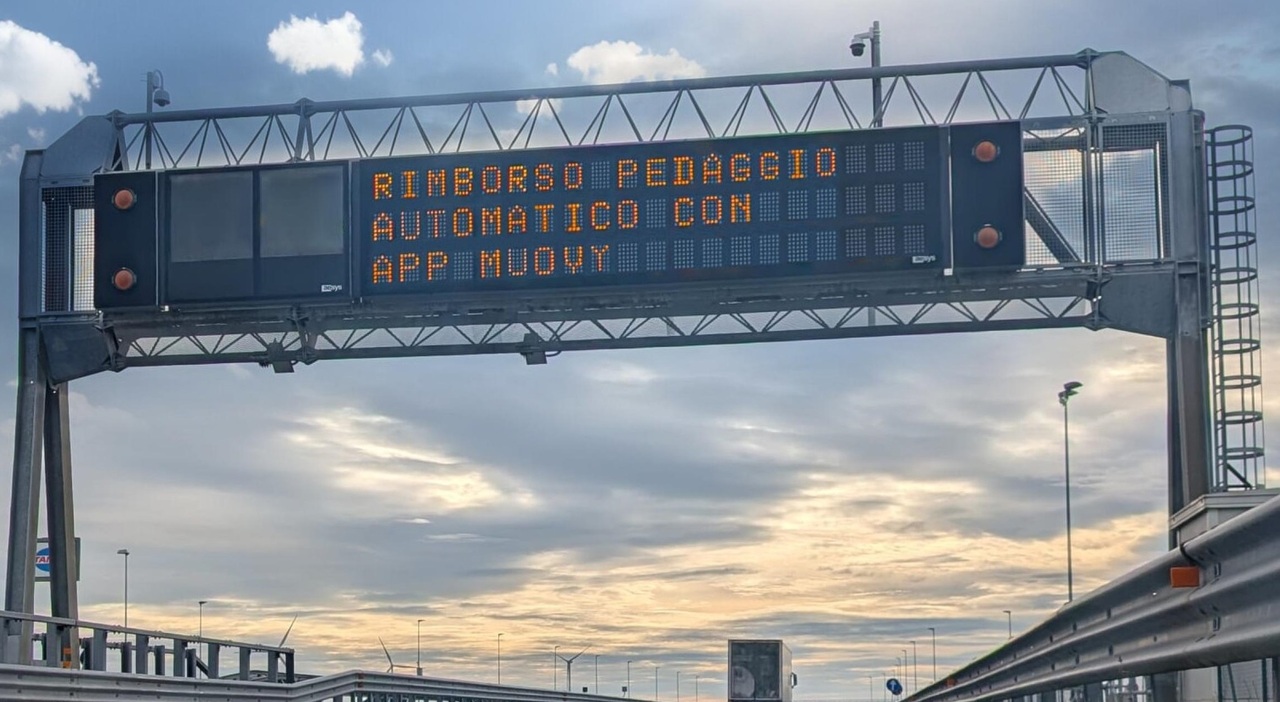 RIMBORSO PEDAGGIO
AUTOMATICO CON
APP MUOVY